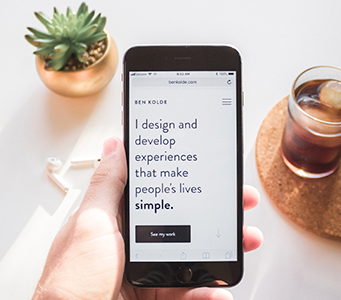 benkolde.com
BEN KOLDE
I design and
develop
experiences
that make
people's lives
simple.
See my work